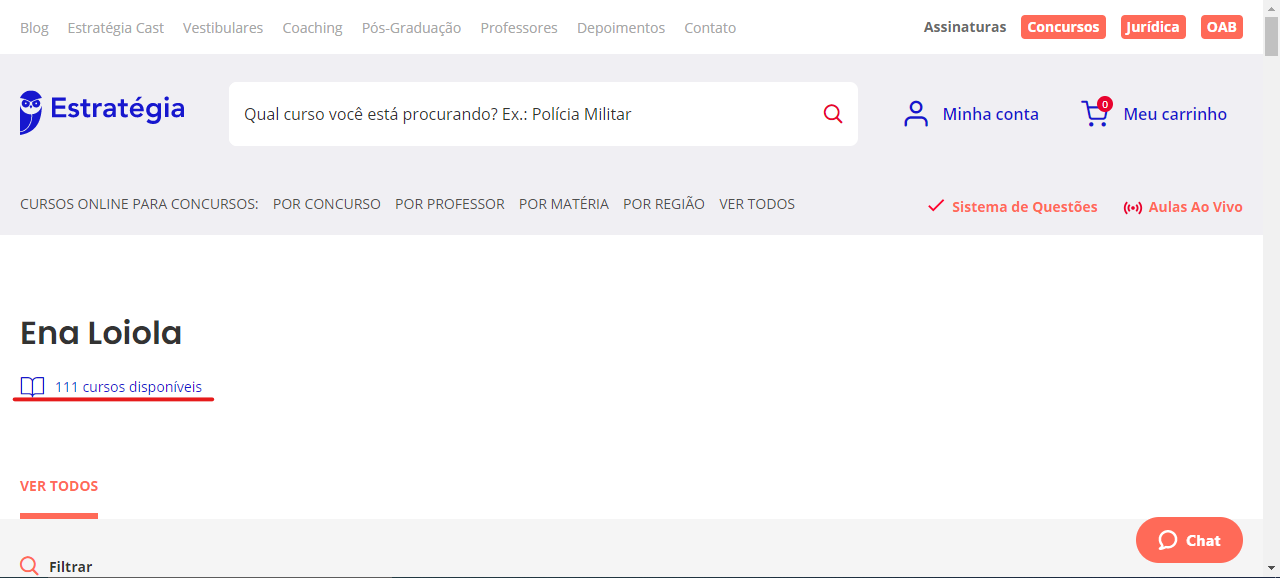 Blog Estratégia Cast Vestibulares Coaching Pós-Graduação Professores Depoimentos Contato Assinaturas Concursos Jurídica OAB
Estratégia Qual curso você está procurando? Ex.: Polícia Militar Minha conta 0 Meu carrinho
CURSOS ONLINE PARA CONCURSOS: POR CONCURSO POR PROFESSOR POR MATÉRIA POR REGIÃO VER TODOS Sistema de Questões Aulas Ao Vivo
Ena Loiola
111 cursos disponíveis
VER TODOS
Chat
Filtrar